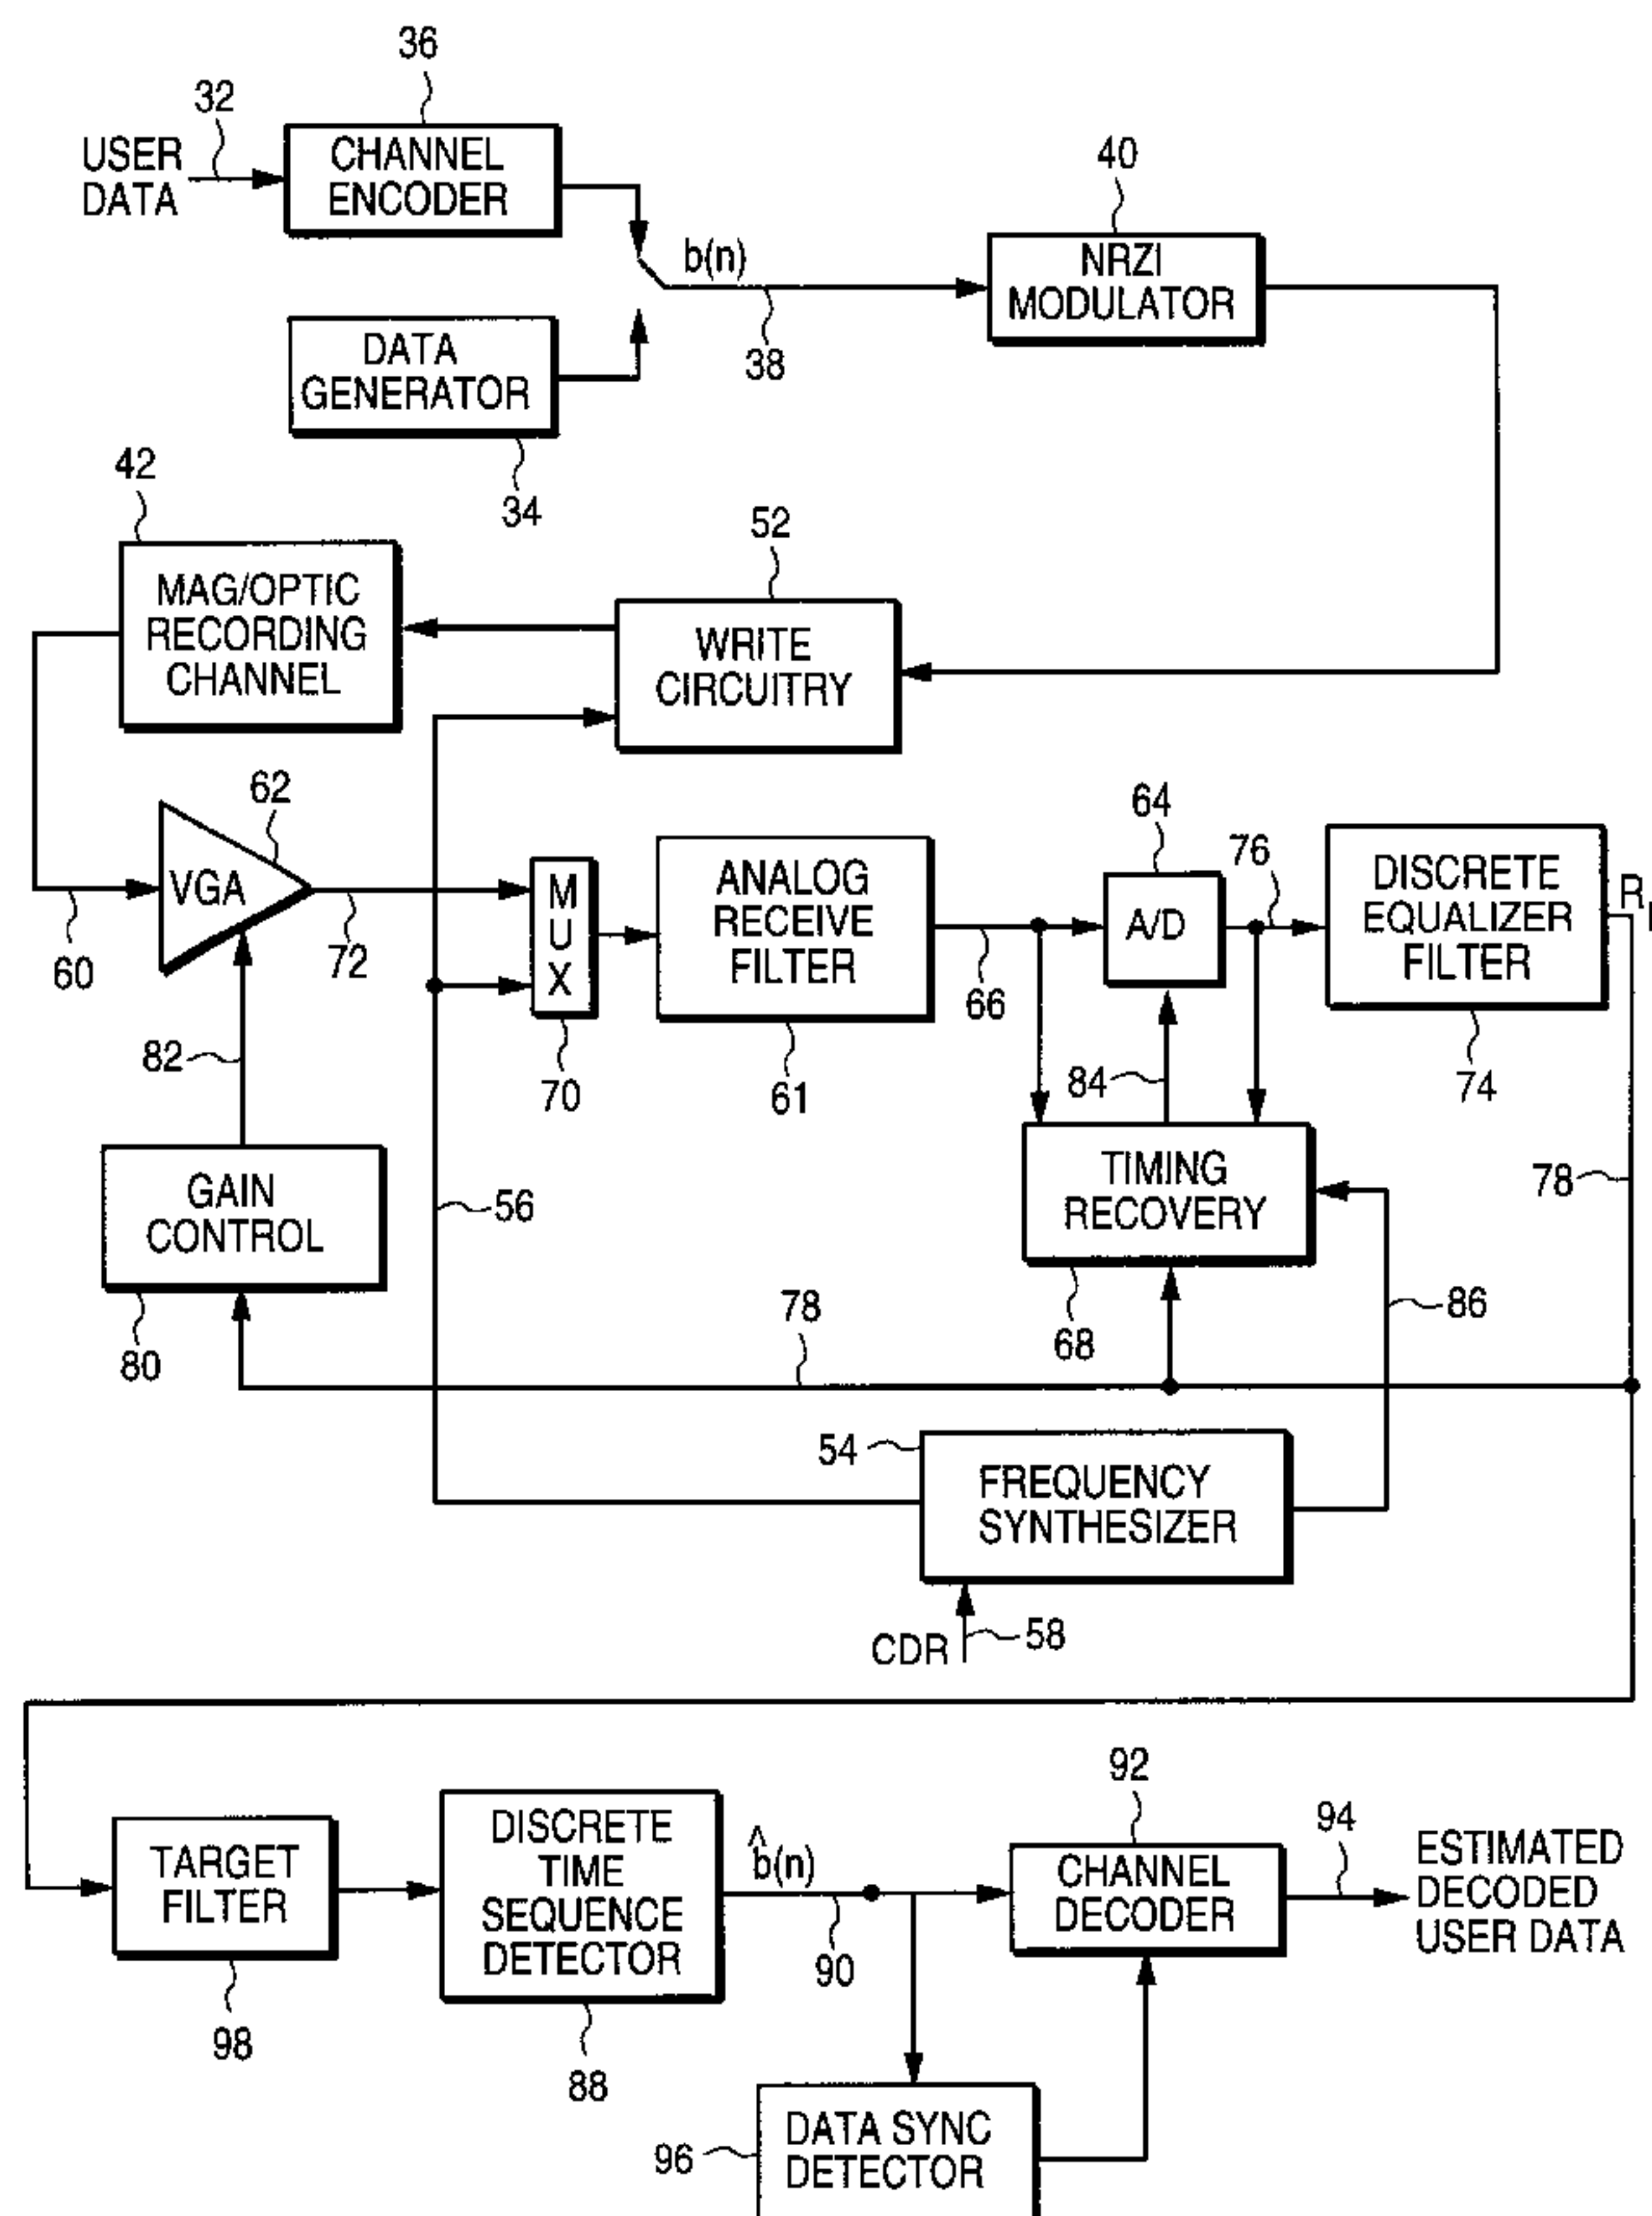 36
32
USER
DATA
CHANNEL
ENCODER
40
b(n)
NRZI
MODULATOR
38
DATA
GENERATOR
34
42
52
MAG/OPTIC
RECORDING
CHANNEL
WRITE
CIRCUITRY
62
64
76
VGA
60
72
M
U
X
70
ANALOG
RECEIVE
FILTER
61
66
A/D
DISCRETE
EQUALIZER
FILTER
74
R
82
84
78
GAIN
CONTROL
80
56
TIMING
RECOVERY
68
86
78
54
FREQUENCY
SYNTHESIZER
CDR
58
92
94
TARGET
FILTER
98
DISCRETE
TIME
SEQUENCE
DETECTOR
88
b̂(n)
90
CHANNEL
DECODER
ESTIMATED
DECODED
USER DATA
96
DATA SYNC
DETECTOR